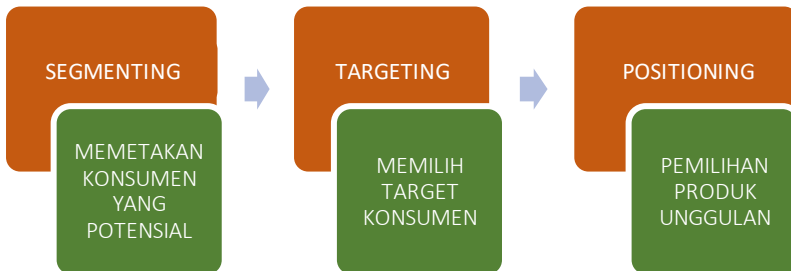 SEGMENTING
MEMETAKAN
KONSUMEN
YANG
POTENSIAL
TARGETING
MEMILIH
TARGET
KONSUMEN
POSITIONING
PEMILIHAN
PRODUK
UNGGULAN